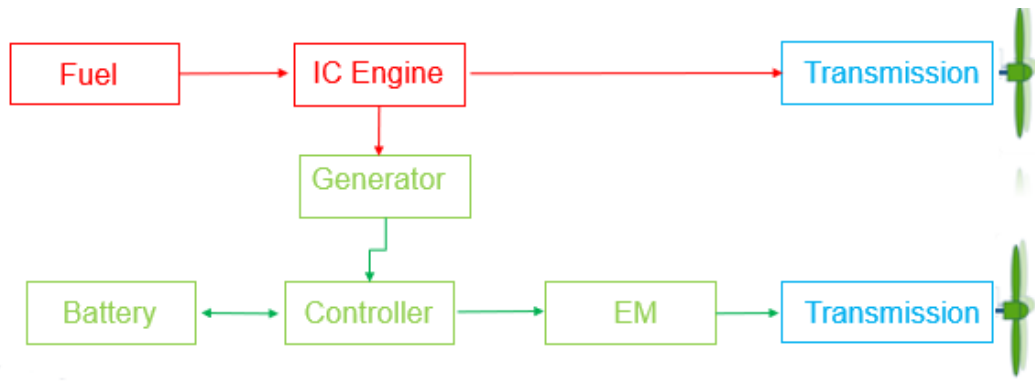 Fuel
IC Engine
Transmission
Generator
Battery
Controller
EM
Transmission